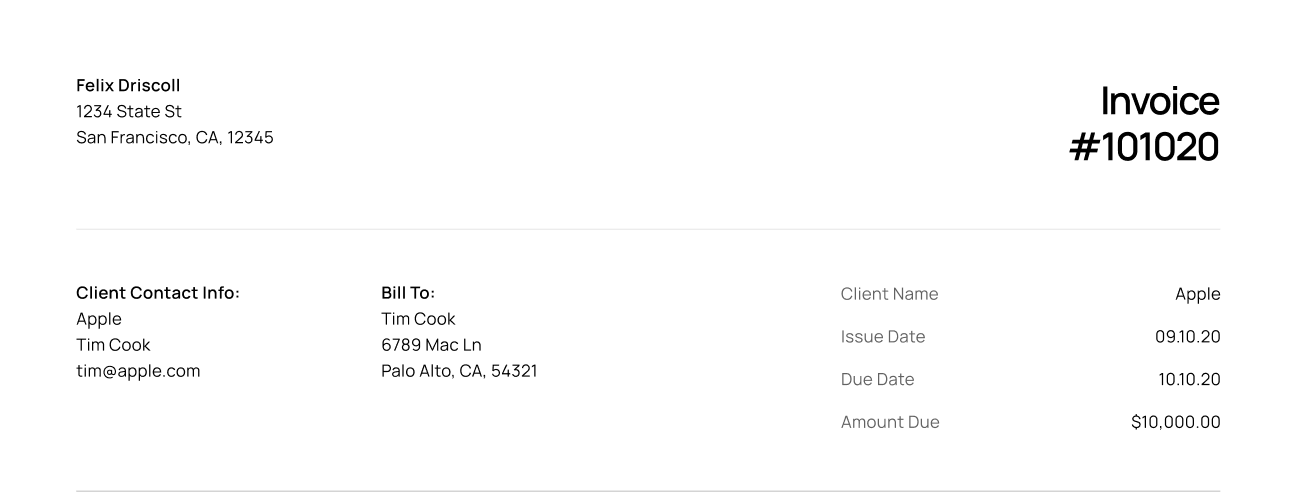 Felix Driscoll
1234 State St
San Francisco, CA, 12345
Invoice
#101020
Client Contact Info:
Apple
Tim Cook
tim@apple.com
Bill To:
Tim Cook
6789 Mac Ln
Palo Alto, CA, 54321
Client Name Apple
Issue Date 09.10.20
Due Date 10.10.20
Amount Due $10,000.00